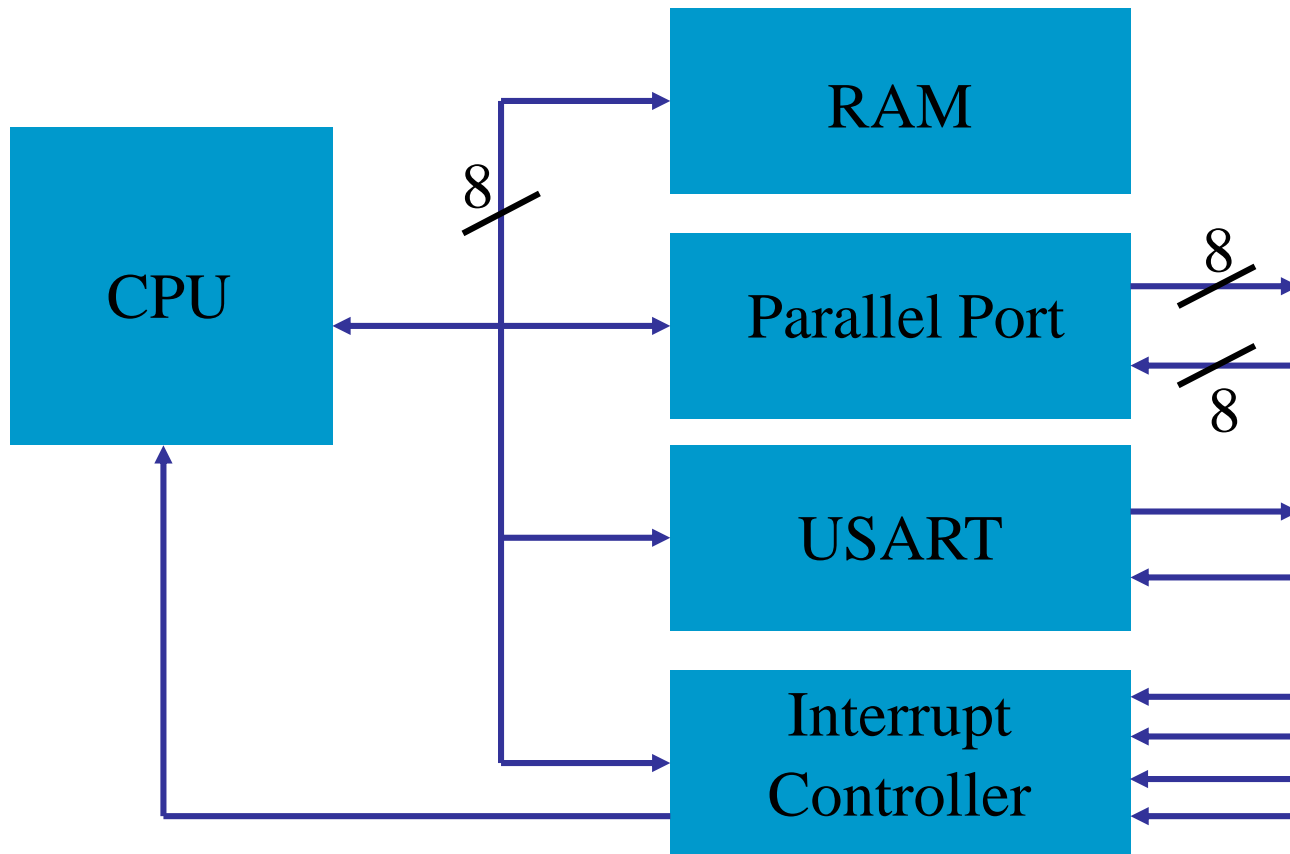 RAM
8
CPU
8
Parallel Port
8
USART
Interrupt
Controller